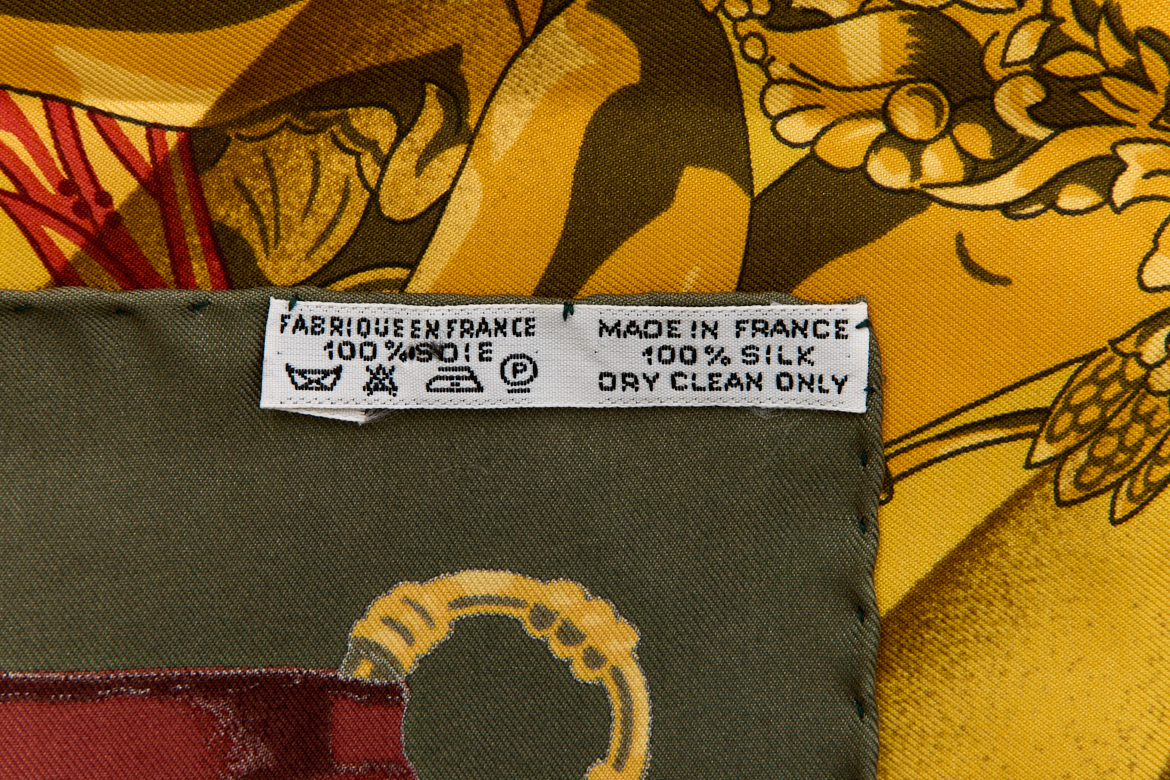 FABRIQUE EN FRANCE
100% SOIE
P
MADE IN FRANCE
100% SILK
DRY CLEAN ONLY